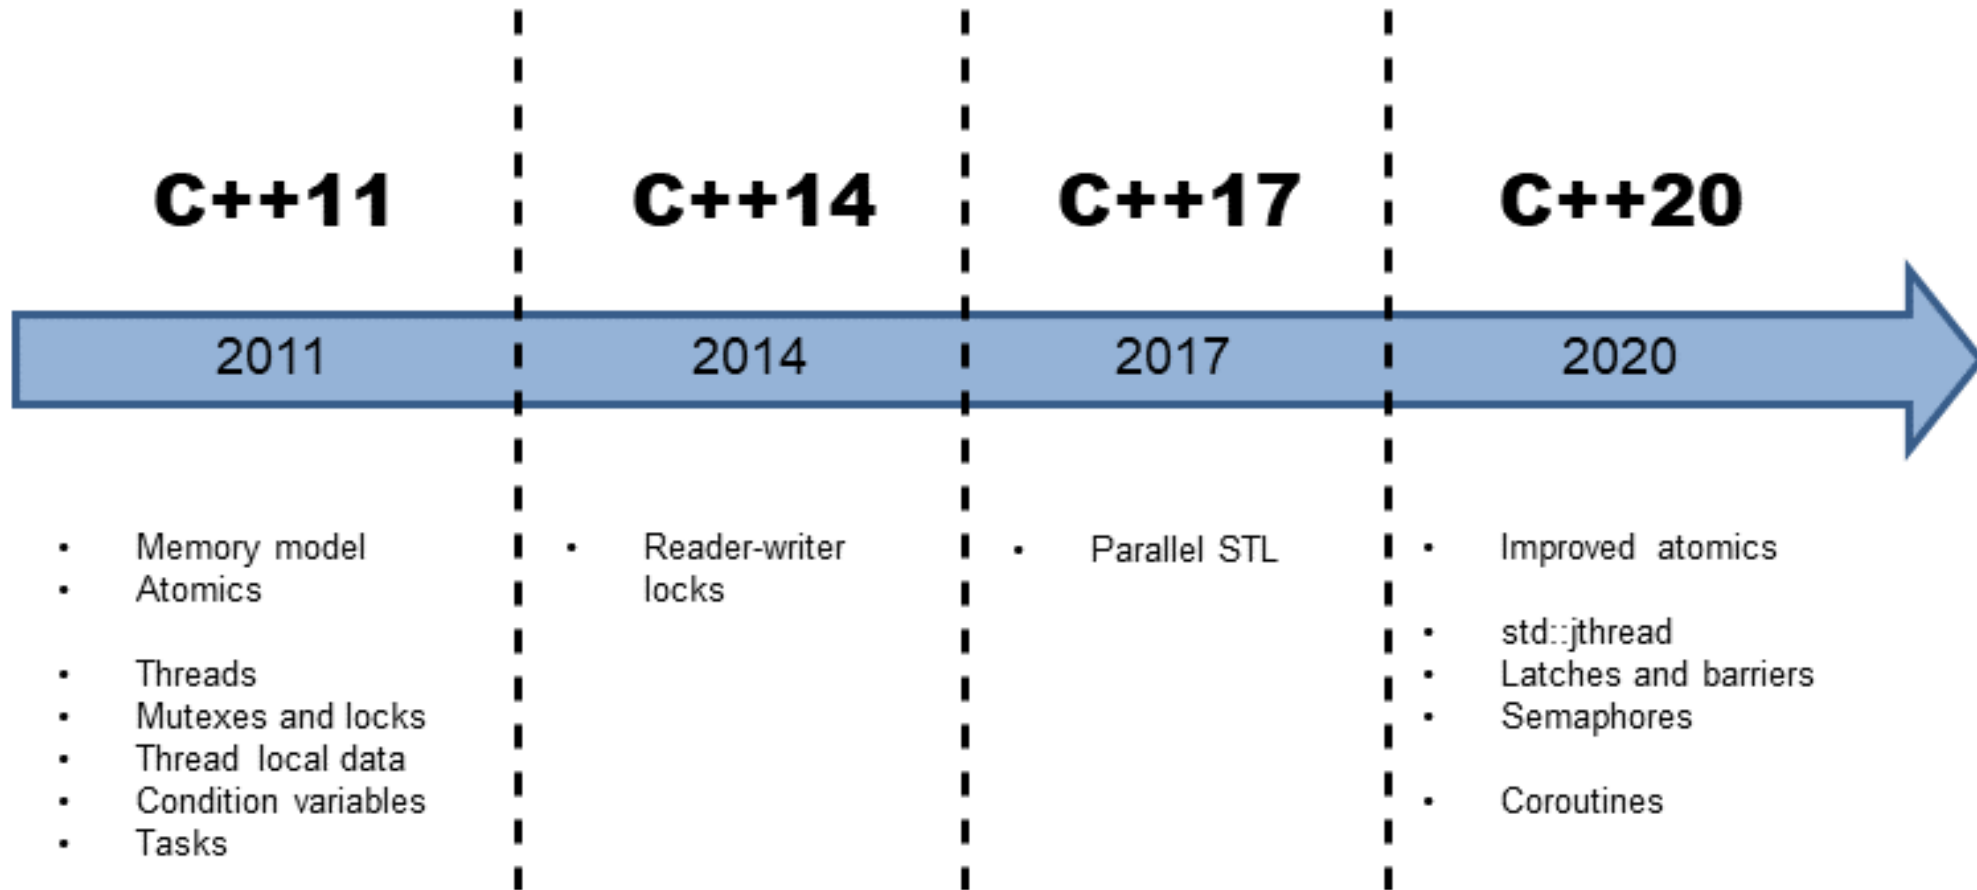 C++11
C++14
C++17
C++20
2011
2014
2017
2020
• Memory model
• Atomics
• Threads
• Mutexes and locks
• Thread local data
• Condition variables
• Tasks
• Reader-writer
locks
• Parallel STL
• Improved atomics
• std::jthread
• Latches and barriers
• Semaphores
• Coroutines